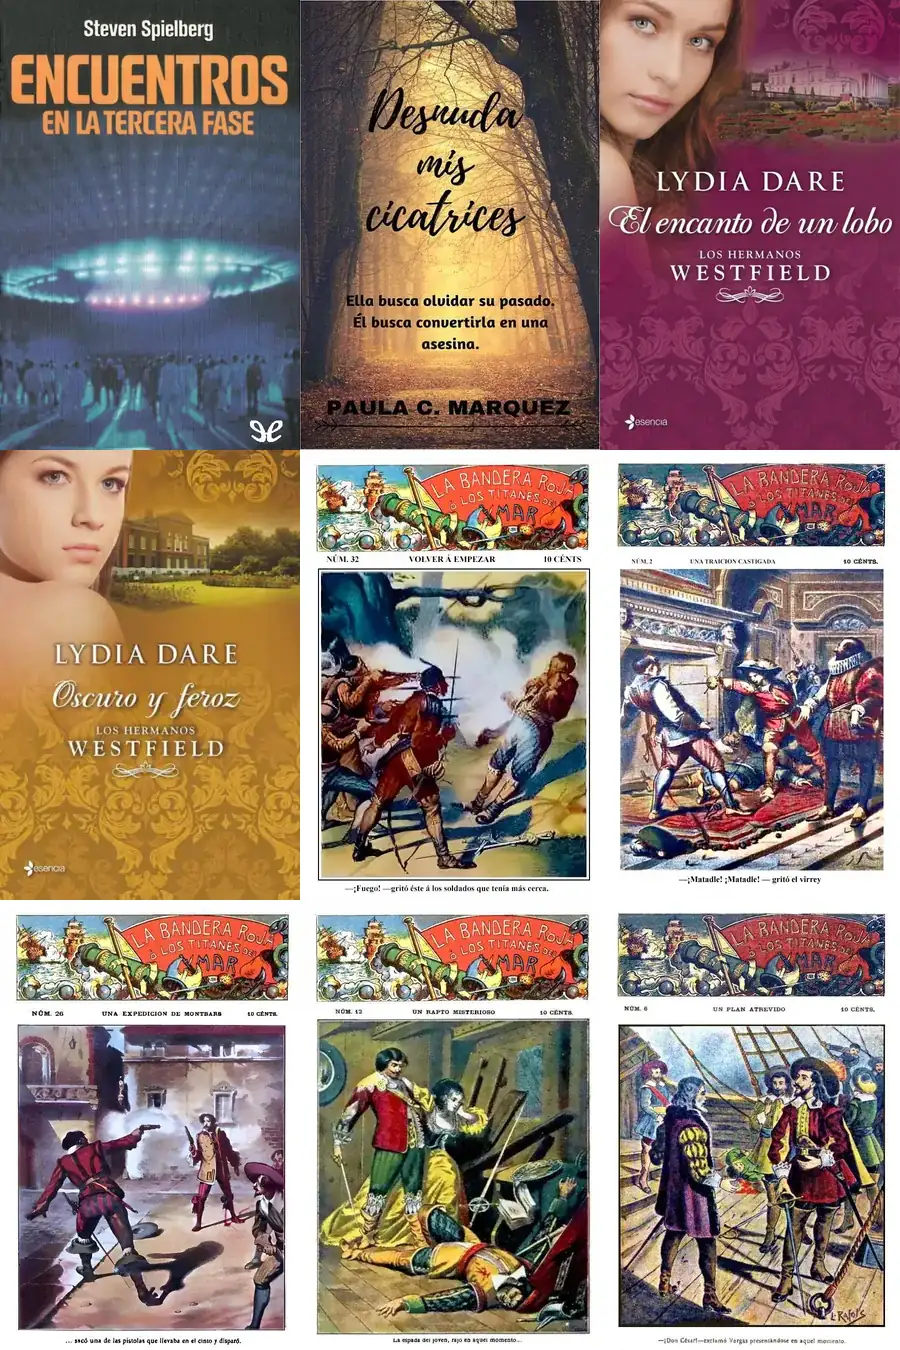 Steven Spielberg
ENCUENTROS
EN LA TERCERA FASE
Desnuda
mis
cicatrices
Ella busca olvidar su pasado.
Él busca convertirla en una
asesina.
PAULA C. MARQUEZ
LYDIA DARE
El encanto de un lobo
LOS HERMANOS
WESTFIELD
esencia
LYDIA DARE
Oscuro y feroz
LOS HERMANOS
WESTFIELD
esencia
LA BANDERA ROJA
Ó LOS TITANES DEL
MAR
NÚM. 32 VOLVER Á EMPEZAR 10 CÉNTS
—¡Fuego! —gritó éste á los soldados que tenía más cerca.
LA BANDERA ROJA
Ó LOS TITANES DEL
MAR
NÚM. 2 UNA TRAICION CASTIGADA 10 CÉNTS.
—¡Matadle! ¡Matadle! — gritó el virrey
LA BANDERA ROJA
Ó LOS TITANES DEL
MAR
NÚM. 26 UNA EXPEDICION DE MONTBARS 10 CÉNTS.
... sacó una de las pistolas que llevaba en el cinto y disparó.
LA BANDERA ROJA
Ó LOS TITANES DEL
MAR
NÚM. 12 UN RAPTO MISTERIOSO 10 CÉNTS.
La espada del joven, rajo en aquel momento...
LA BANDERA ROJA
Ó LOS TITANES DEL
MAR
NÚM. 6 UN PLAN ATREVIDO 10 CÉNTS.
—¡Don César!—exclamó Vargas presentándose en aquel momento.